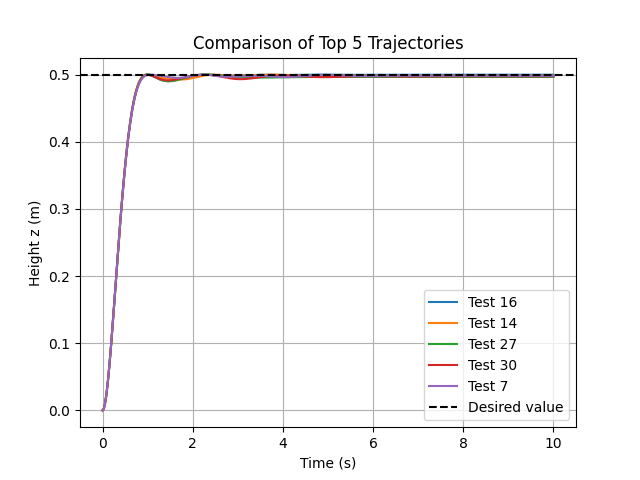 Comparison of Top 5 Trajectories
Height z (m)
0.5
0.4
0.3
0.2
0.1
0.0
Test 16
Test 14
Test 27
Test 30
Test 7
Desired value
0 2 4 6 8 10
Time (s)